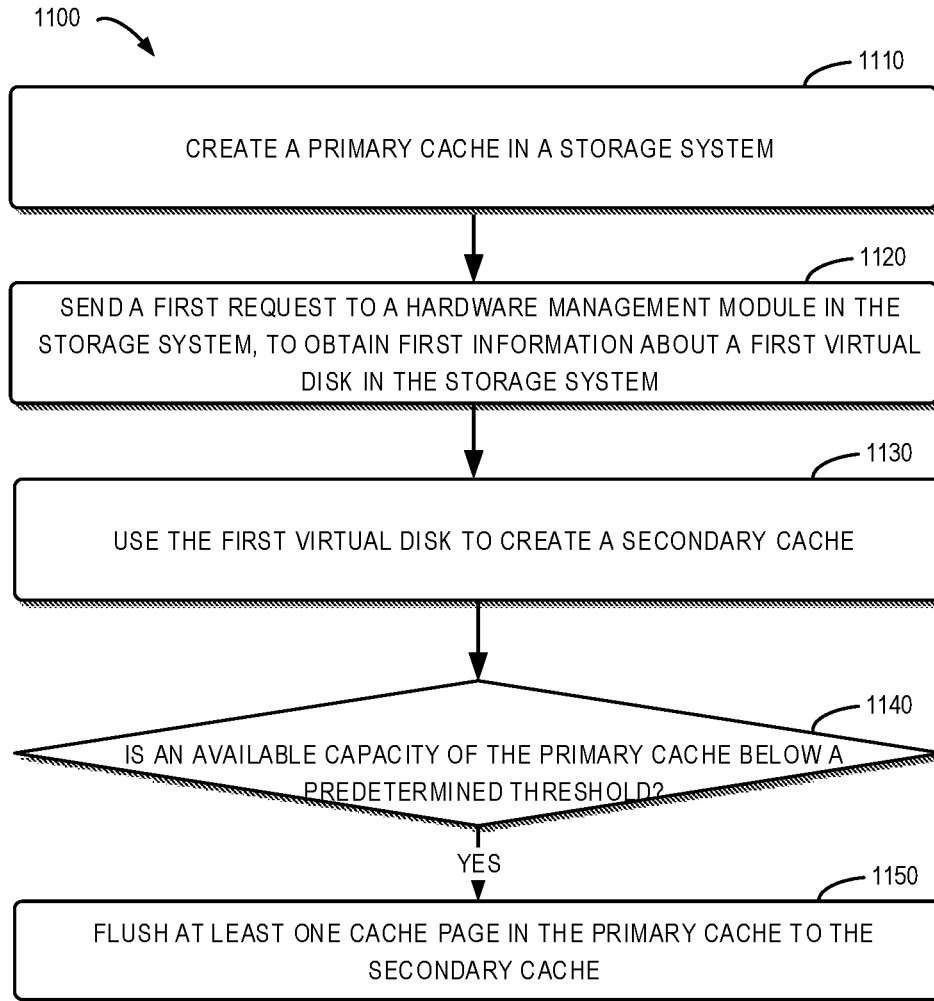 1100
1110
CREATE A PRIMARY CACHE IN A STORAGE SYSTEM
1120
SEND A FIRST REQUEST TO A HARDWARE MANAGEMENT MODULE IN THE
STORAGE SYSTEM, TO OBTAIN FIRST INFORMATION ABOUT A FIRST VIRTUAL
DISK IN THE STORAGE SYSTEM
1130
USE THE FIRST VIRTUAL DISK TO CREATE A SECONDARY CACHE
1140
IS AN AVAILABLE CAPACITY OF THE PRIMARY CACHE BELOW A
PREDETERMINED THRESHOLD?
YES
1150
FLUSH AT LEAST ONE CACHE PAGE IN THE PRIMARY CACHE TO THE
SECONDARY CACHE